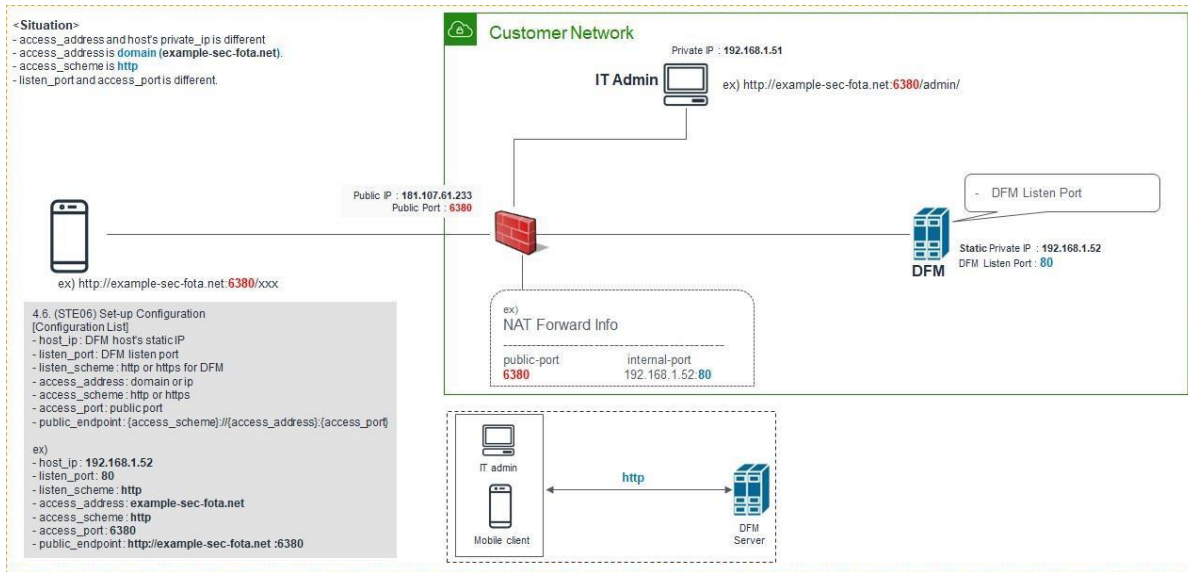 <Situation>
- access_address and host's private_ip is different
- access_address is domain (example-sec-fota.net).
- access_scheme is http
- listen_port and access_port is different.
Customer Network
Private IP : 192.168.1.51
IT Admin
ex) http://example-sec-fota.net:6380/admin/
Public IP : 181.107.61.233
Public Port : 6380
- DFM Listen Port
Static Private IP : 192.168.1.52
DFM Listen Port : 80
DFM
ex) http://example-sec-fota.net:6380/xxx
ex)
NAT Forward Info
public-port internal-port
6380 192.168.1.52:80
4.6. (STE06) Set-up Configuration
[Configuration List]
- host_ip : DFM host's static IP
- listen_port : DFM listen port
- listen_scheme : http or https for DFM
- access_address : domain or ip
- access_scheme : http or https
- access_port : public port
- public_endpoint : {access_scheme}://{access_address}:{access_port}
ex)
- host_ip : 192.168.1.52
- listen_port : 80
- listen_scheme : http
- access_address : example-sec-fota.net
- access_scheme : http
- access_port : 6380
- public_endpoint : http://example-sec-fota.net :6380
IT admin
http
Mobile client
DFM
Server